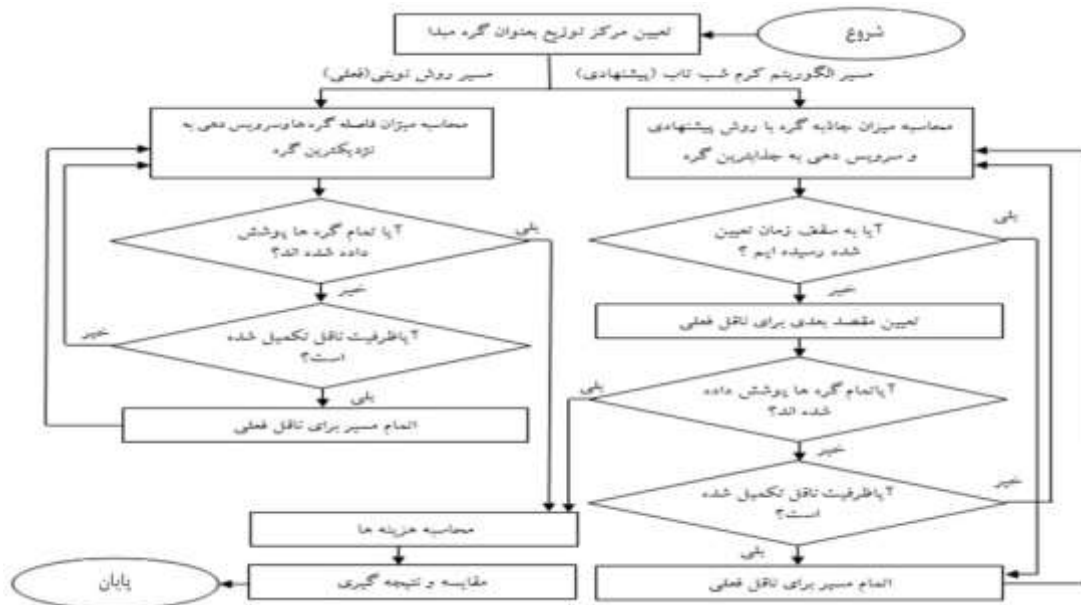 شروع
تعیین مرکز توزیع بعنوان گره مبدا
مسیر الگوریتم کرم شب تاب (پیشنهادی)
مسیر روش نوبتی(فعلی)
محاسبه میزان جاذبه گره با روش پیشنهادی
و سرویس دهی به جذابترین گره
آیا به سقف زمان تعیین
شده رسیده ایم ؟
بلی
خیر
تعیین مقصد بعدی برای ناقل فعلی
آیاتمام گره ها پوشش داده
شده اند؟
بلی
خیر
آیاظرفیت ناقل تکمیل شده
است؟
خیر
بلی
اتمام مسیر برای ناقل فعلی
محاسبه میزان فاصله گره هاوسرویس دهی به
نزدیکترین گره
آیا تمام گره ها پوشش
داده شده اند؟
بلی
خیر
آیاظرفیت ناقل تکمیل شده
است؟
خیر
بلی
اتمام مسیر برای ناقل فعلی
محاسبه هزینه ها
مقایسه و نتیجه گیری
پایان